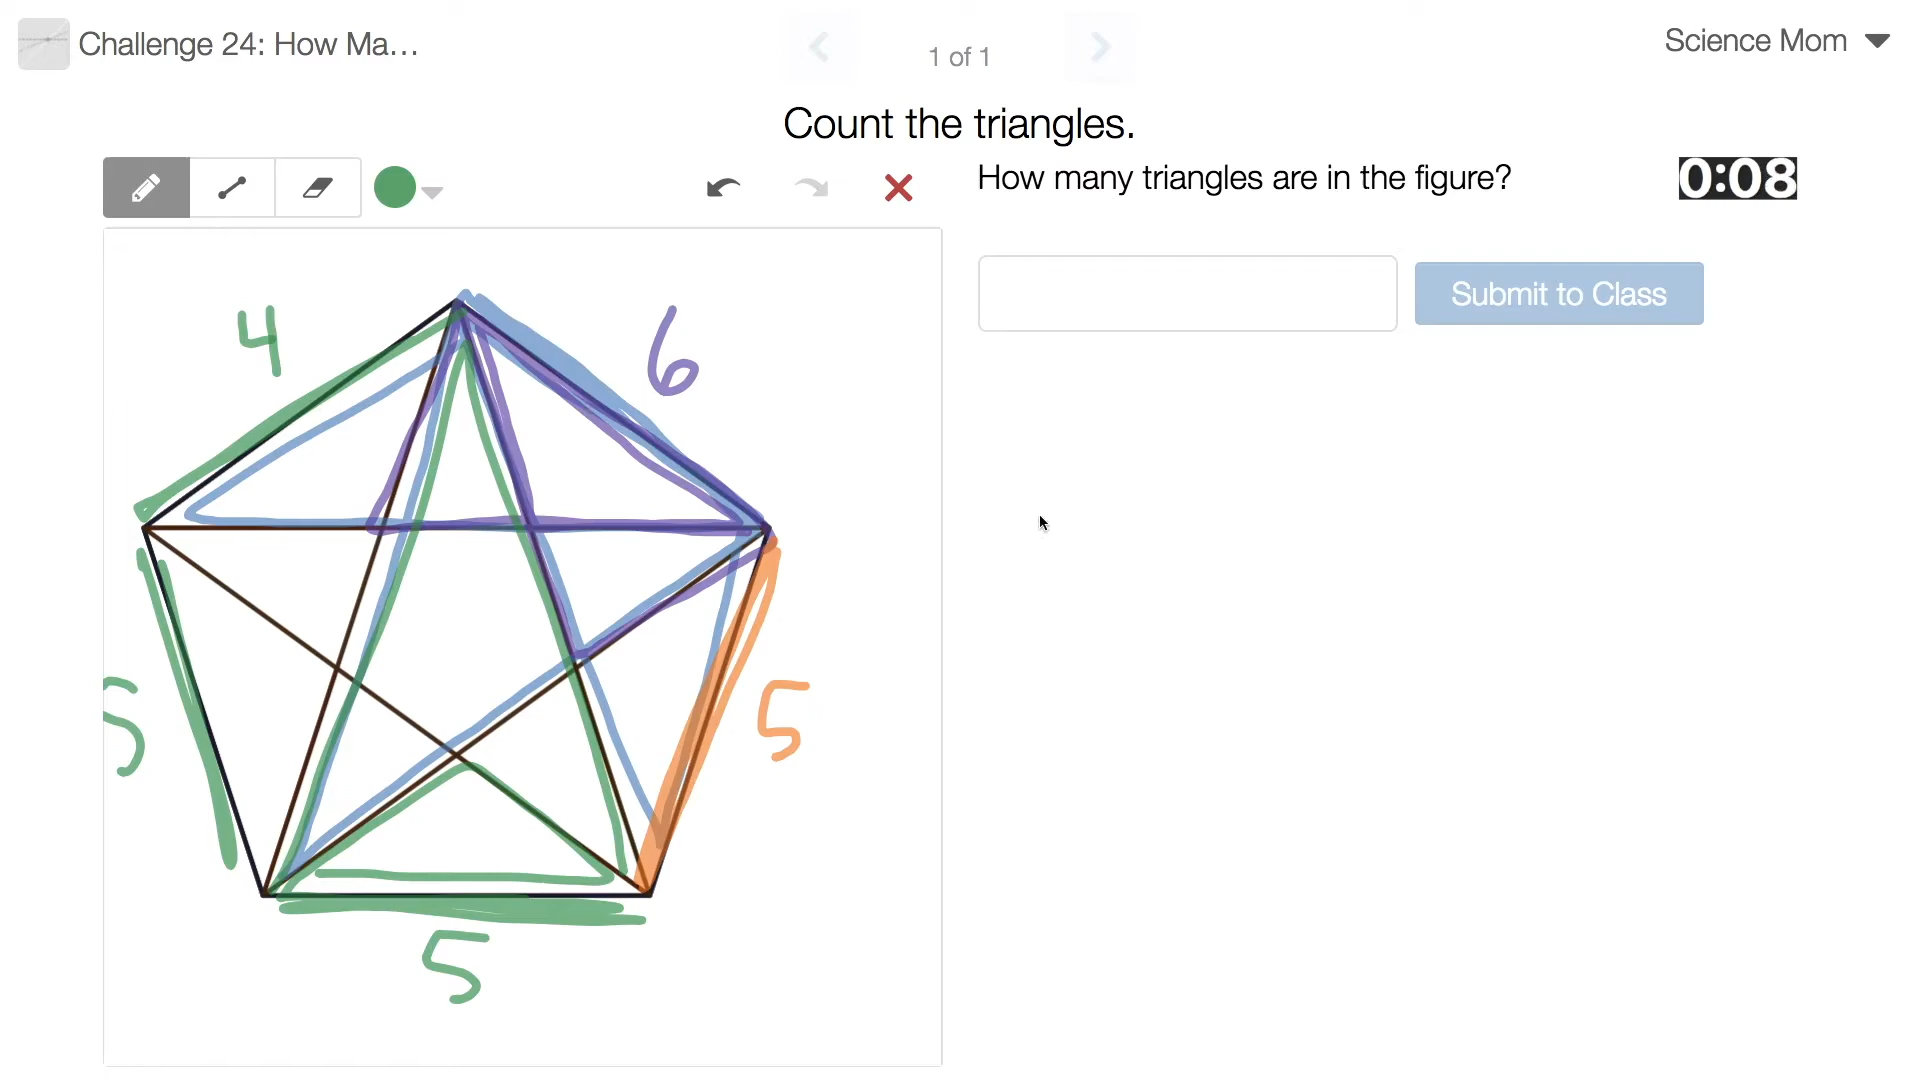 Challenge 24: How Ma...
1 of 1
Science Mom
Count the triangles.
How many triangles are in the figure?
0:08
Submit to Class
4
6
5
5
5